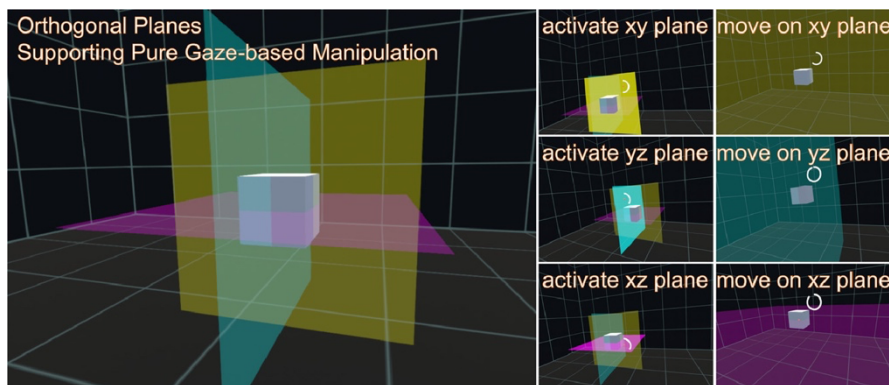 Orthogonal Planes
Supporting Pure Gaze-based Manipulation
activate xy plane
move on xy plane
activate yz plane
move on yz plane
activate xz plane
move on xz plane